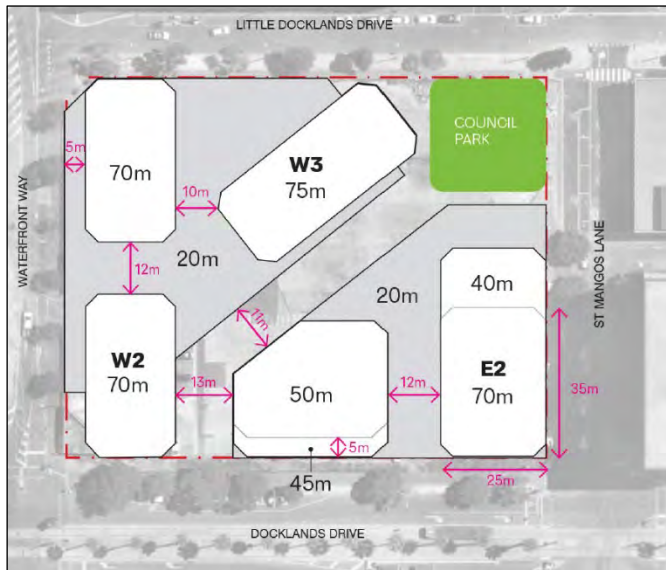 LITTLE DOCKLANDS DRIVE
COUNCIL
PARK
W3
75m
5m
70m
10m
WATERFRONT WAY
ST MANGOS LANE
12m
20m
20m
40m
11m
W2
70m
13m
50m
12m
E2
70m
35m
5m
45m
25m
DOCKLANDS DRIVE